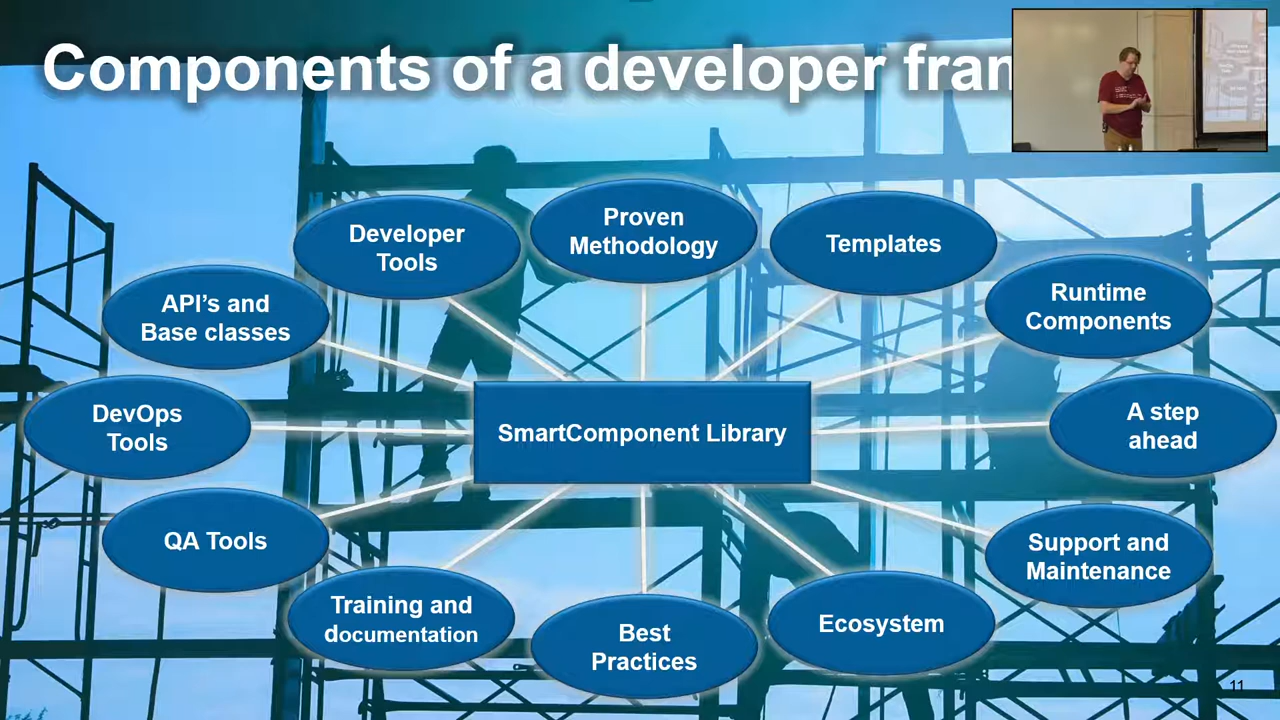 Components of a developer fran
Developer
Tools
Proven
Methodology
Templates
API's and
Base classes
Runtime
Components
DevOps
Tools
SmartComponent Library
A step
ahead
QA Tools
Support and
Maintenance
Training and
documentation
Best
Practices
Ecosystem
11